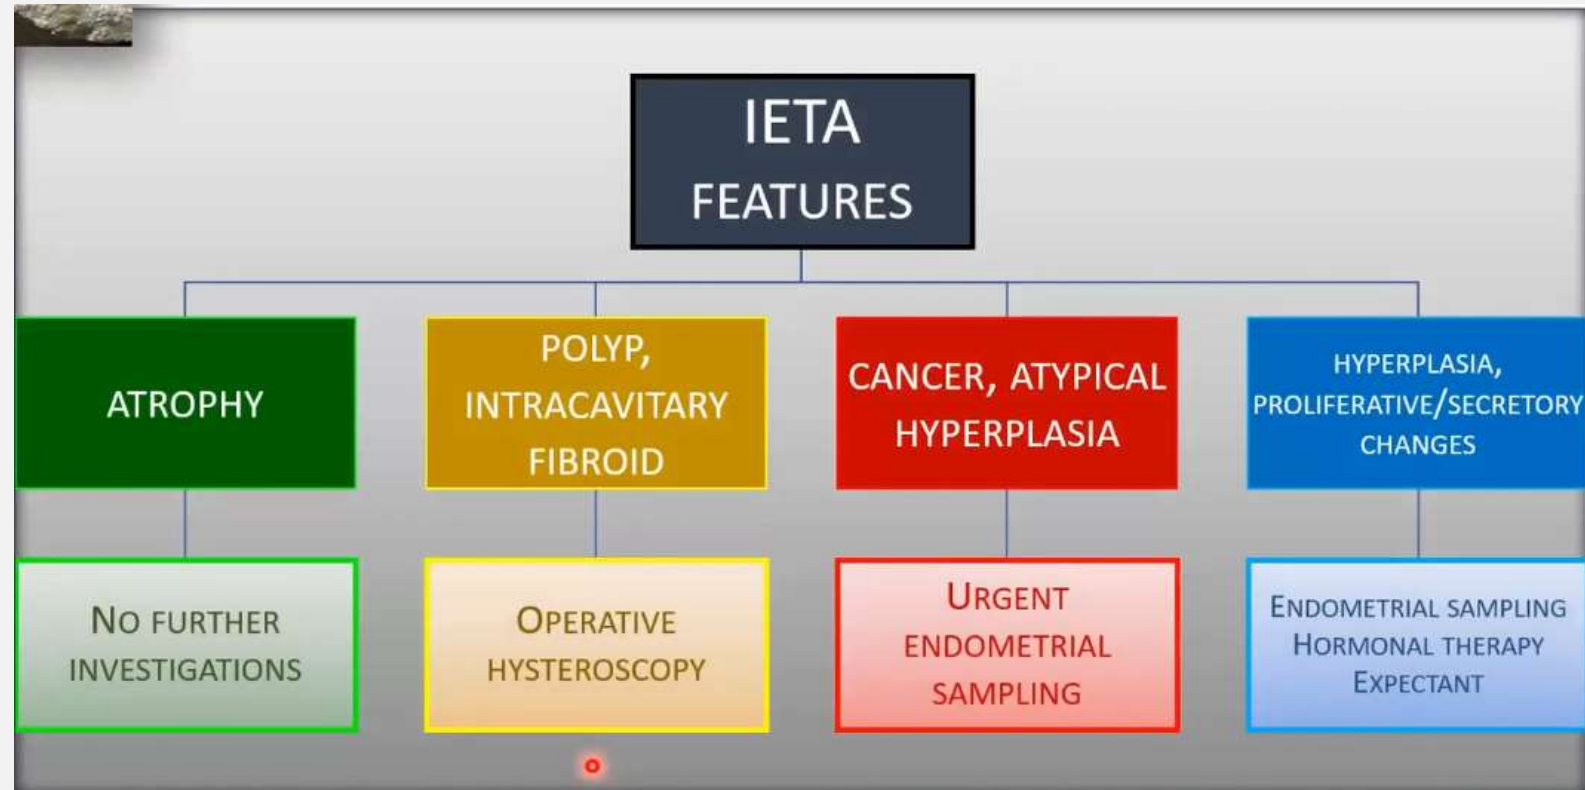 IETA
FEATURES
ATROPHY
POLYP,
INTRACAVITARY
FIBROID
CANCER, ATYPICAL
HYPERPLASIA
HYPERPLASIA,
PROLIFERATIVE/SECRETORY
CHANGES
NO FURTHER
INVESTIGATIONS
OPERATIVE
HYSTEROSCOPY
URGENT
ENDOMETRIAL
SAMPLING
ENDOMETRIAL SAMPLING
HORMONAL THERAPY
EXPECTANT